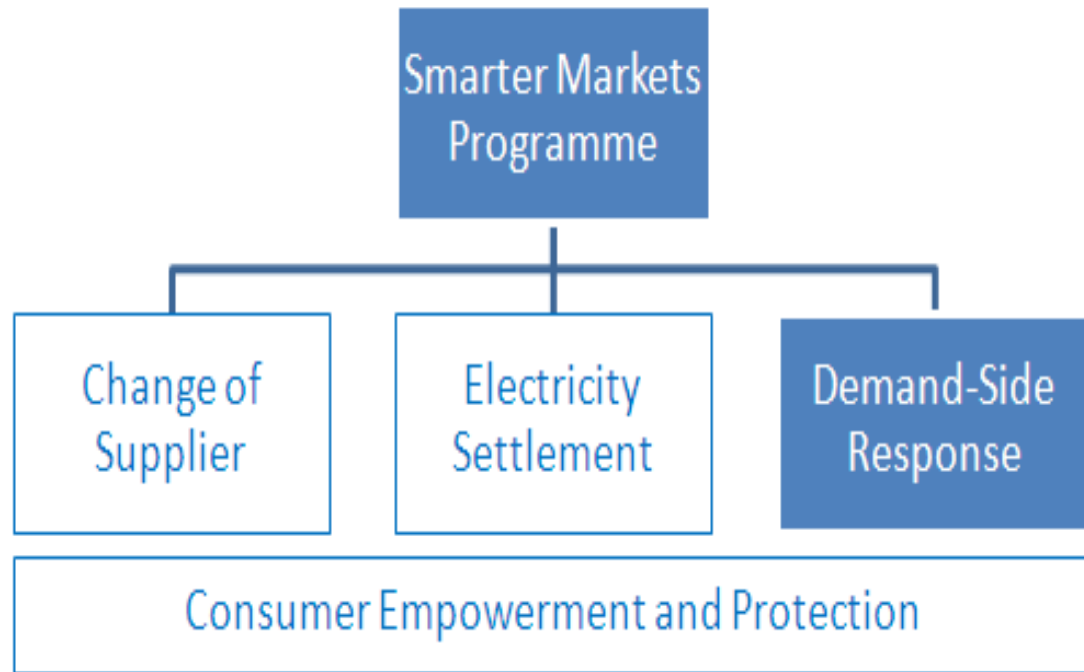 Smarter Markets
Programme
Change of
Supplier
Electricity
Settlement
Demand-Side
Response
Consumer Empowerment and Protection